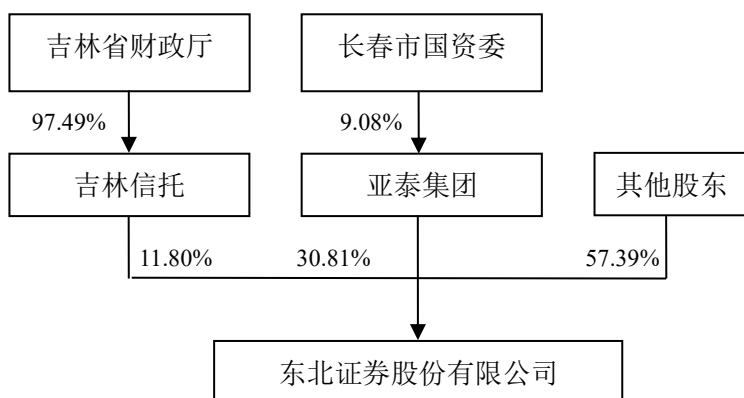 吉林省财政厅
长春市国资委
97.49%
9.08%
吉林信托
亚泰集团
其他股东
11.80%
30.81%
57.39%
东北证券股份有限公司